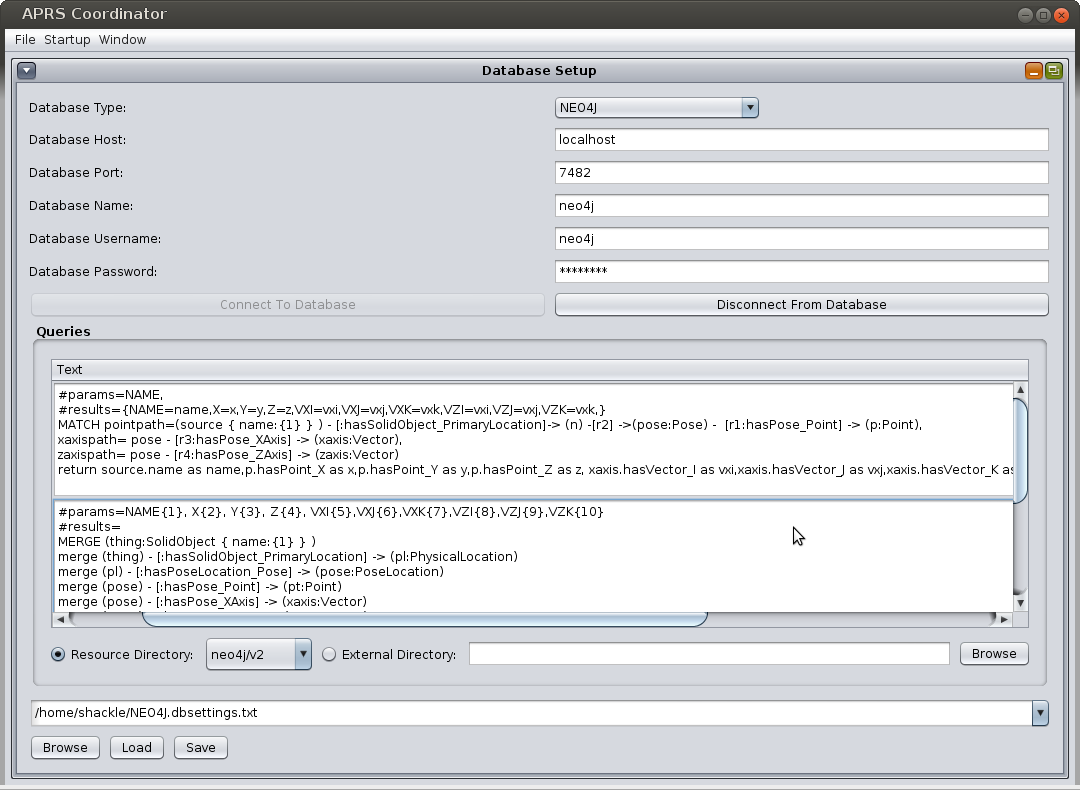 APRS Coordinator
File Startup Window
Database Setup
Database Type:
NEO4J
Database Host:
localhost
Database Port:
7482
Database Name:
neo4j
Database Username:
neo4j
Database Password:
********
Connect To Database
Disconnect From Database
Queries
Text
#params=NAME,
#results={NAME=name,X=x,Y=y,Z=z,VXI=vxi,VXJ=vxj,VXK=vxk,VZI=vxi,VZJ=vxj,VZK=vxk,}
MATCH pointpath=(source { name:{1} } ) - [:hasSolidObject_PrimaryLocation]-> (n) -[r2] ->(pose:Pose) -  [r1:hasPose_Point] -> (p:Point),
xaxispath= pose - [r3:hasPose_XAxis] -> (xaxis:Vector),
zaxispath= pose - [r4:hasPose_ZAxis] -> (zaxis:Vector)
return source.name as name,p.hasPoint_X as x,p.hasPoint_Y as y,p.hasPoint_Z as z, xaxis.hasVector_I as vxi,xaxis.hasVector_J as vxj,xaxis.hasVector_K as
#params=NAME{1}, X{2}, Y{3}, Z{4}, VXI{5},VXJ{6},VXK{7},VZI{8},VZJ{9},VZK{10}
#results=
MERGE (thing:SolidObject { name:{1} } )
merge (thing) - [:hasSolidObject_PrimaryLocation] -> (pl:PhysicalLocation)
merge (pl) - [:hasPoseLocation_Pose] -> (pose:PoseLocation)
merge (pose) - [:hasPose_Point] -> (pt:Point)
merge (pose) - [:hasPose_XAxis] -> (xaxis:Vector)
Resource Directory:
neo4j/v2
External Directory:
Browse
/home/shackle/NEO4J.dbsettings.txt
Browse
Load
Save